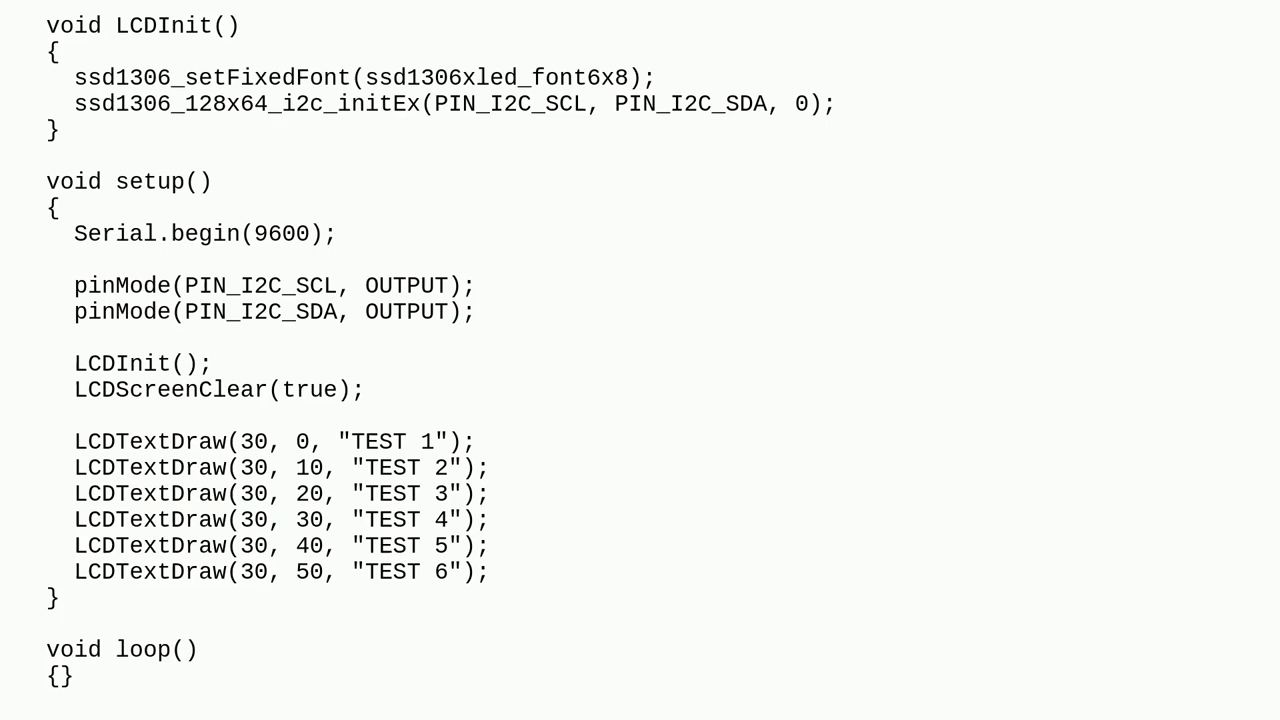 void LCDInit()
{
  ssd1306_setFixedFont(ssd1306xled_font6x8);
  ssd1306_128x64_i2c_initEx(PIN_I2C_SCL, PIN_I2C_SDA, 0);
}

void setup()
{
  Serial.begin(9600);

  pinMode(PIN_I2C_SCL, OUTPUT);
  pinMode(PIN_I2C_SDA, OUTPUT);

  LCDInit();
  LCDScreenClear(true);

  LCDTextDraw(30, 0, "TEST 1");
  LCDTextDraw(30, 10, "TEST 2");
  LCDTextDraw(30, 20, "TEST 3");
  LCDTextDraw(30, 30, "TEST 4");
  LCDTextDraw(30, 40, "TEST 5");
  LCDTextDraw(30, 50, "TEST 6");
}

void loop()
{}